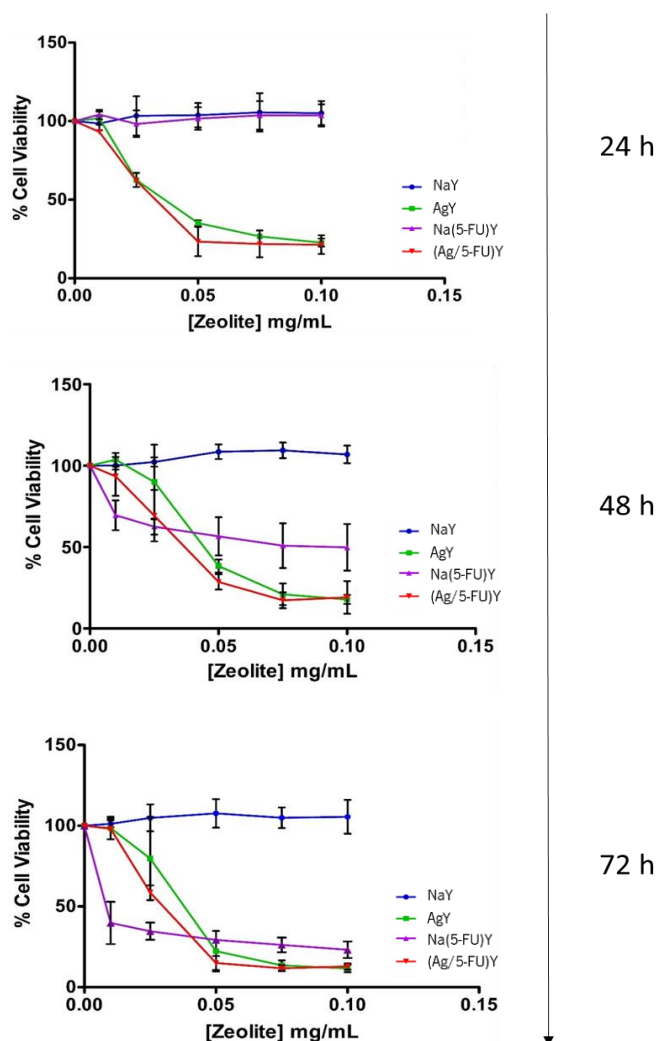 150
100
50
0
% Cell Viability
0.00 0.05 0.10 0.15
[Zeolite] mg/mL
NaY
AgY
Na(5-FU)Y
(Ag/5-FU)Y
24 h
150
100
50
0
% Cell Viability
0.00 0.05 0.10 0.15
[Zeolite] mg/mL
NaY
AgY
Na(5-FU)Y
(Ag/5-FU)Y
48 h
150
100
50
0
% Cell Viability
0.00 0.05 0.10 0.15
[Zeolite] mg/mL
NaY
AgY
Na(5-FU)Y
(Ag/5-FU)Y
72 h